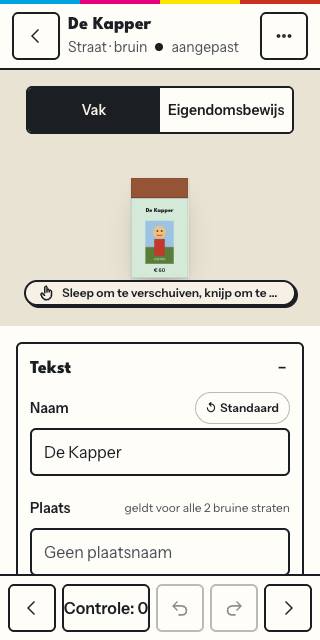 De Kapper
Straat · bruin ● aangepast
Vak
Eigendomsbewijs
De Kapper
€ 60
Sleep om te verschuiven, knijp om te ...
Tekst
Naam
Standaard
De Kapper
Plaats
geldt voor alle 2 bruine straten
Geen plaatsnaam
Controle: 0